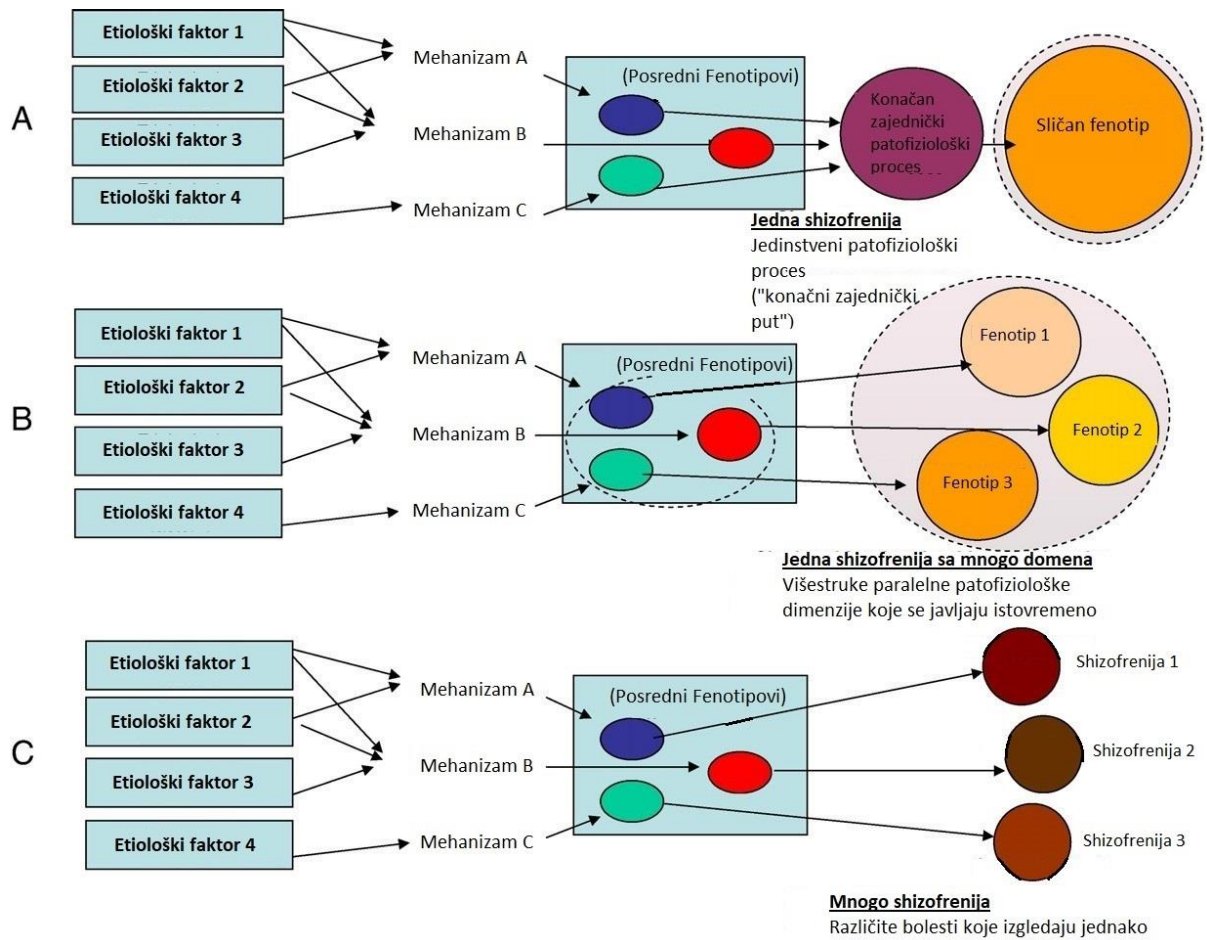 A
Etiološki faktor 1
Etiološki faktor 2
Etiološki faktor 3
Etiološki faktor 4
Mehanizam A
Mehanizam B
Mehanizam C
(Posredni Fenotipovi)
Konačan
zajednički
patofiziološki
proces
Sličan fenotip
Jedna shizofrenija
Jedinstveni patofiziološki
proces
("konačni zajednički
put")
B
Etiološki faktor 1
Etiološki faktor 2
Etiološki faktor 3
Etiološki faktor 4
Mehanizam A
Mehanizam B
Mehanizam C
(Posredni Fenotipovi)
Fenotip 1
Fenotip 2
Fenotip 3
Jedna shizofrenija sa mnogo domena
Višestruke paralelne patofiziološke
dimenzije koje se javljaju istovremeno
C
Etiološki faktor 1
Etiološki faktor 2
Etiološki faktor 3
Etiološki faktor 4
Mehanizam A
Mehanizam B
Mehanizam C
(Posredni Fenotipovi)
Shizofrenija 1
Shizofrenija 2
Shizofrenija 3
Mnogo shizofrenija
Različite bolesti koje izgledaju jednako